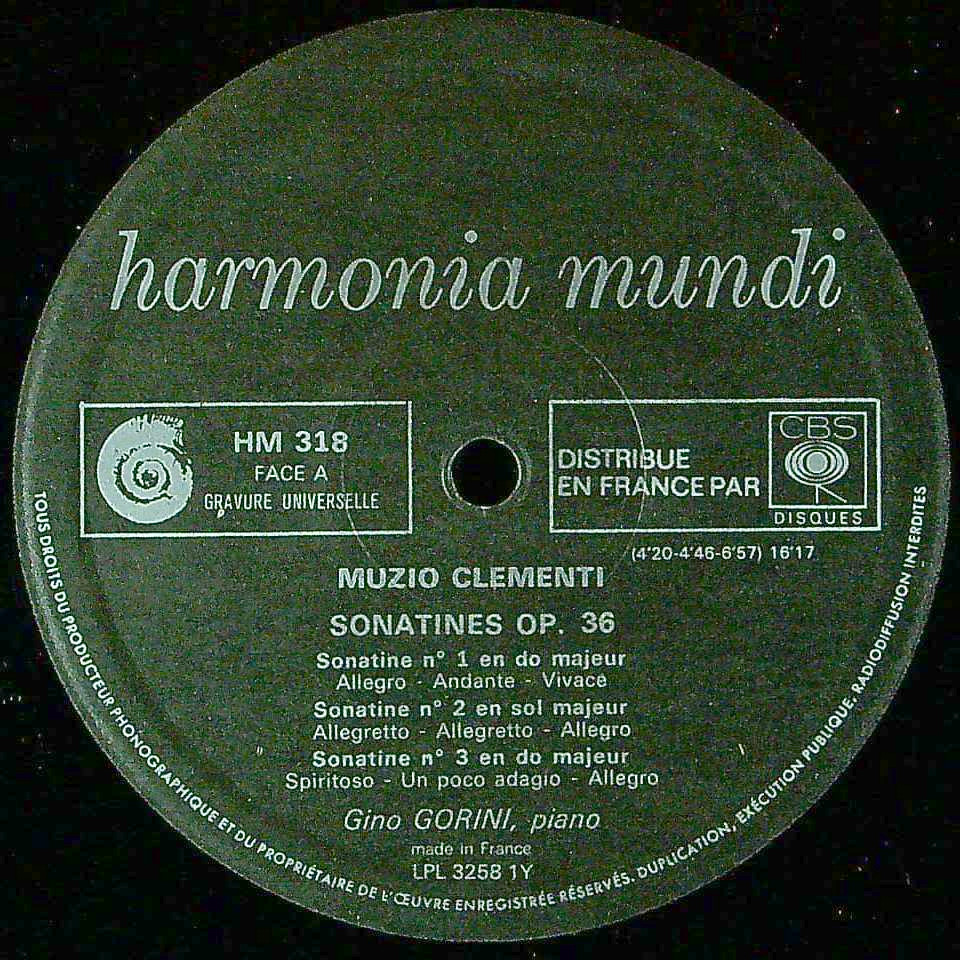 harmonia mundi
HM 318
FACE A
GRAVURE UNIVERSELLE
DISTRIBUE
EN FRANCE PAR
CBS
DISQUES
(4'20-4'46-6'57) 16'17
MUZIO CLEMENTI
SONATINES OP. 36
Sonatine n° 1 en do majeur
Allegro - Andante - Vivace
Sonatine n° 2 en sol majeur
Allegretto - Allegretto - Allegro
Sonatine n° 3 en do majeur
Spiritoso - Un poco adagio - Allegro
Gino GORINI, piano
made in France
LPL 3258 1Y
TOUS DROITS DU PRODUCTEUR PHONOGRAPHIQUE ET DU PROPRIÉTAIRE DE L'ŒUVRE ENREGISTRÉE RÉSERVÉS. DUPLICATION, EXÉCUTION PUBLIQUE, RADIODIFFUSION INTERDITES